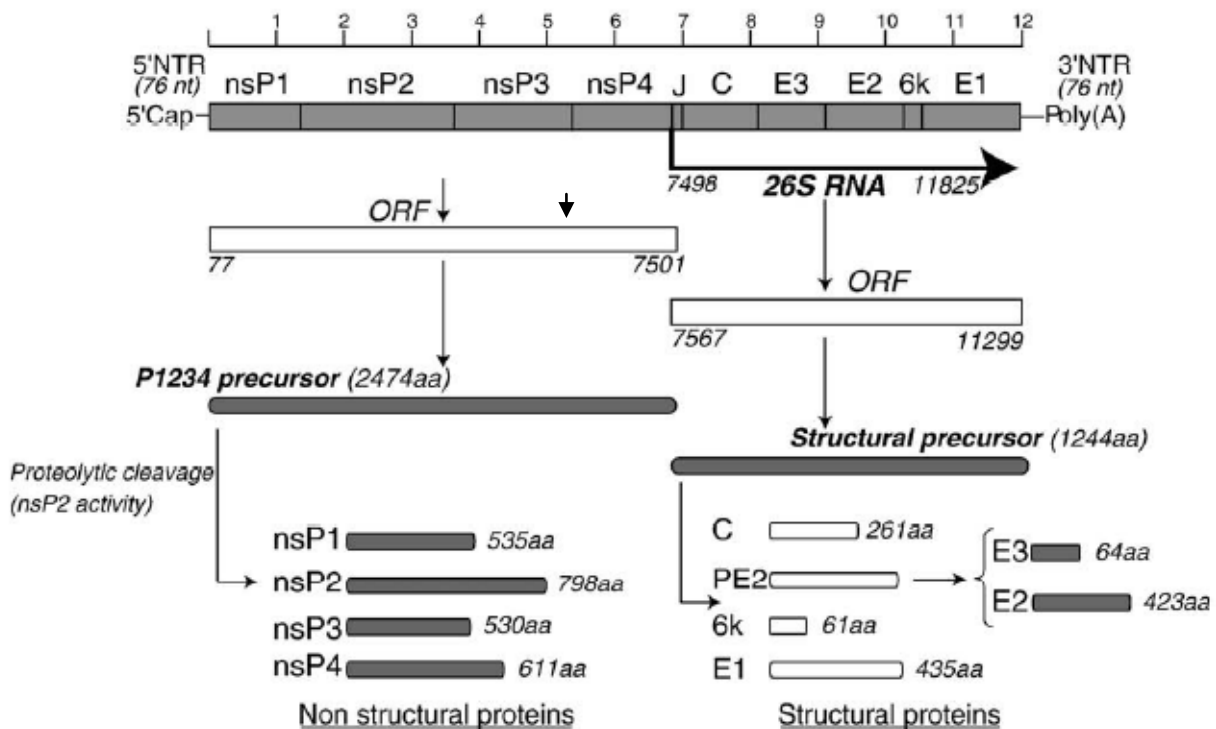 1 2 3 4 5 6 7 8 9 10 11 12
5'NTR
(76 nt)
nsP1 nsP2 nsP3 nsP4 J C E3 E2 6k E1
3'NTR
(76 nt)
5'Cap
Poly(A)
7498 26S RNA 11825
ORF
77 7501
ORF
7567 11299
P1234 precursor (2474aa)
Structural precursor (1244aa)
Proteolytic cleavage
(nsP2 activity)
nsP1 535aa
nsP2 798aa
nsP3 530aa
nsP4 611aa
Non structural proteins
C 261aa
PE2
E3 64aa
E2 423aa
6k 61aa
E1 435aa
Structural proteins